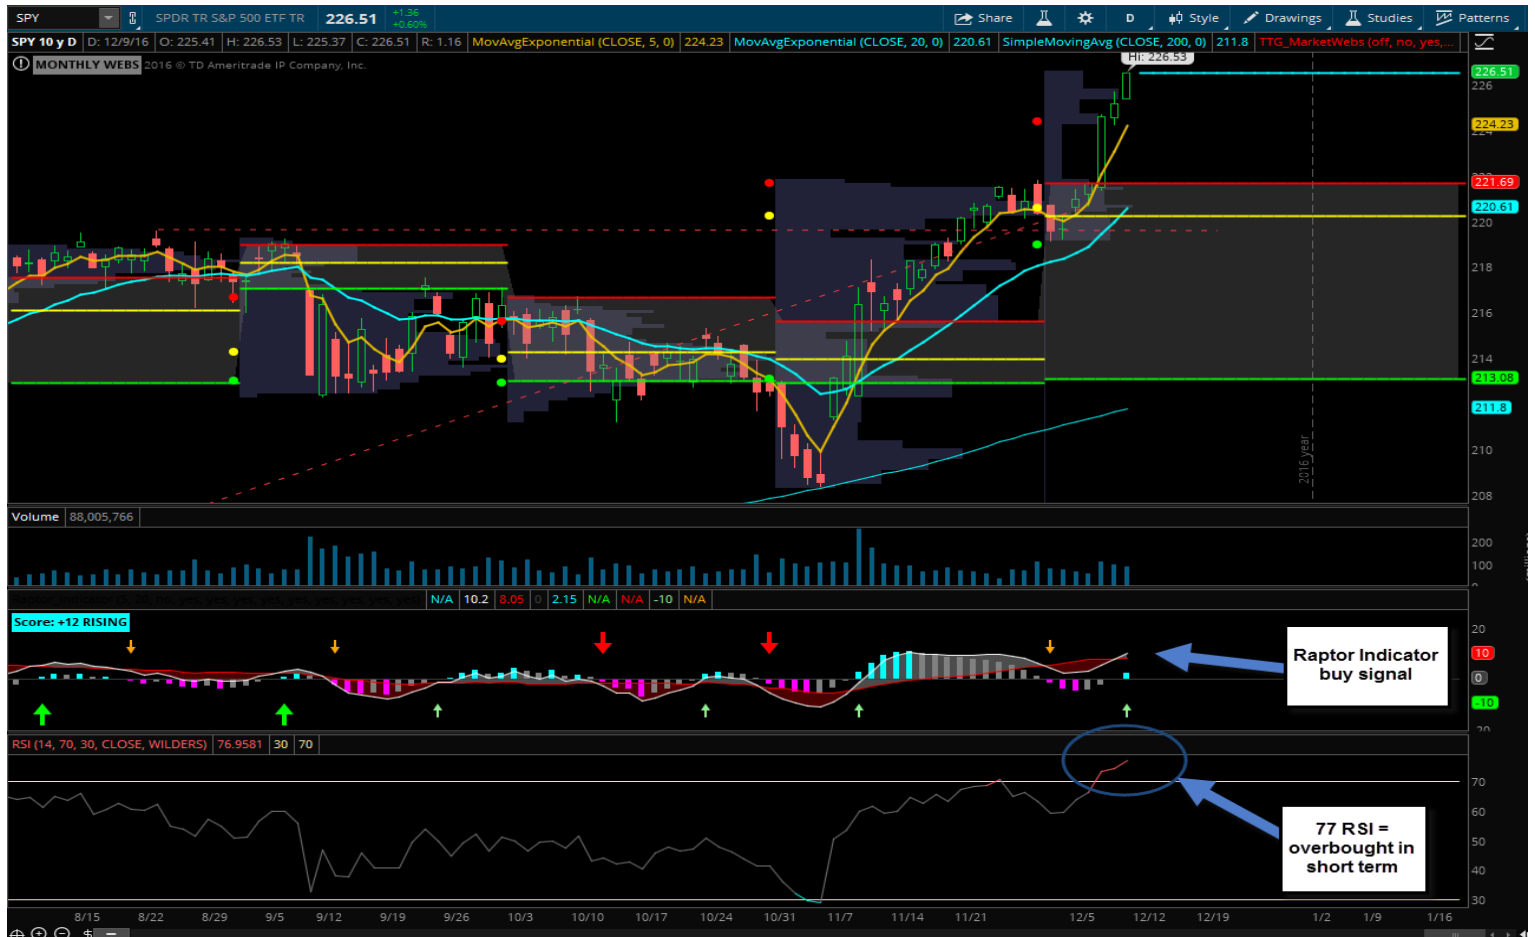 SPY SPDR TR S&P 500 ETF TR 226.51 +1.36 +0.60% Share D Style Drawings Studies Patterns
SPY 10 y D D: 12/9/16 O: 225.41 H: 226.53 L: 225.37 C: 226.51 R: 1.16 MovAvgExponential (CLOSE, 5, 0) 224.23 MovAvgExponential (CLOSE, 20, 0) 220.61 SimpleMovingAvg (CLOSE, 200, 0) 211.8 TTG_MarketWebs (off, no, yes,...
MONTHLY WEBS 2016 © TD Ameritrade IP Company, Inc.
Hi: 226.53
226.51
226
224.23
221.69
220.61
220
218
216
214
213.08
211.8
210
208
2016 year
Volume 88,005,766
200
100
0
N/A 10.2 8.05 0 2.15 N/A N/A -10 N/A
Score: +12 RISING
20
10
0
-10
-20
Raptor Indicator
buy signal
RSI (14, 70, 30, CLOSE, WILDERS) 76.9581 30 70
70
60
50
40
30
77 RSI =
overbought in
short term
8/15 8/22 8/29 9/5 9/12 9/19 9/26 10/3 10/10 10/17 10/24 10/31 11/7 11/14 11/21 12/5 12/12 12/19 1/2 1/9 1/16